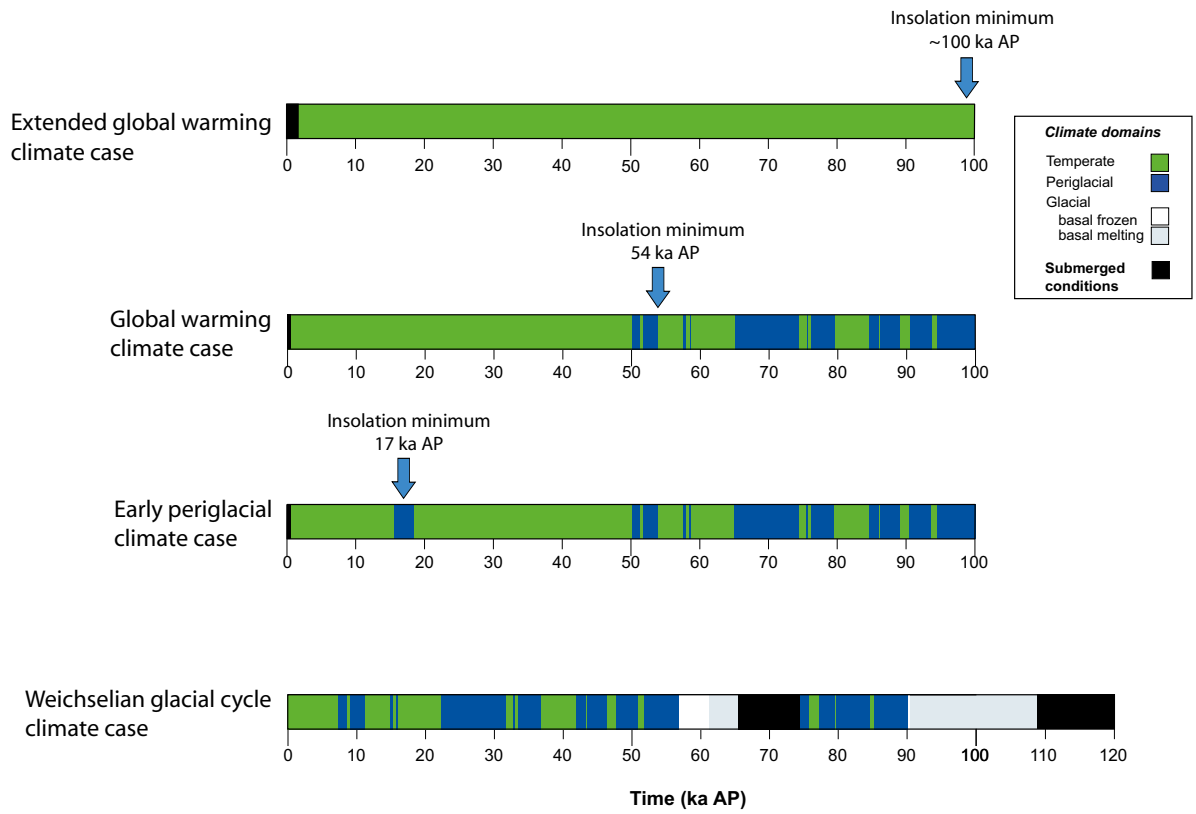 Insolation minimum
~100 ka AP
Extended global warming
climate case
0 10 20 30 40 50 60 70 80 90 100
Climate domains
Temperate
Periglacial
Glacial
basal frozen
basal melting
Submerged
conditions
Insolation minimum
54 ka AP
Global warming
climate case
0 10 20 30 40 50 60 70 80 90 100
Insolation minimum
17 ka AP
Early periglacial
climate case
0 10 20 30 40 50 60 70 80 90 100
Weichselian glacial cycle
climate case
0 10 20 30 40 50 60 70 80 90 100 110 120
Time (ka AP)